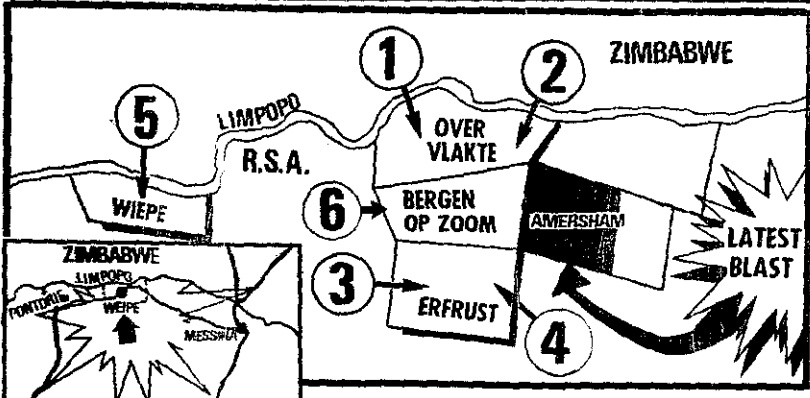 1
2
ZIMBABWE
5
LIMPOPO
R.S.A.
OVER
VLAKTE
WIEPE
6
BERGEN
OP ZOOM
AMERSHAM
LATEST
BLAST
3
ERFRUST
4
ZIMBABWE
LIMPOPO
WEIPE